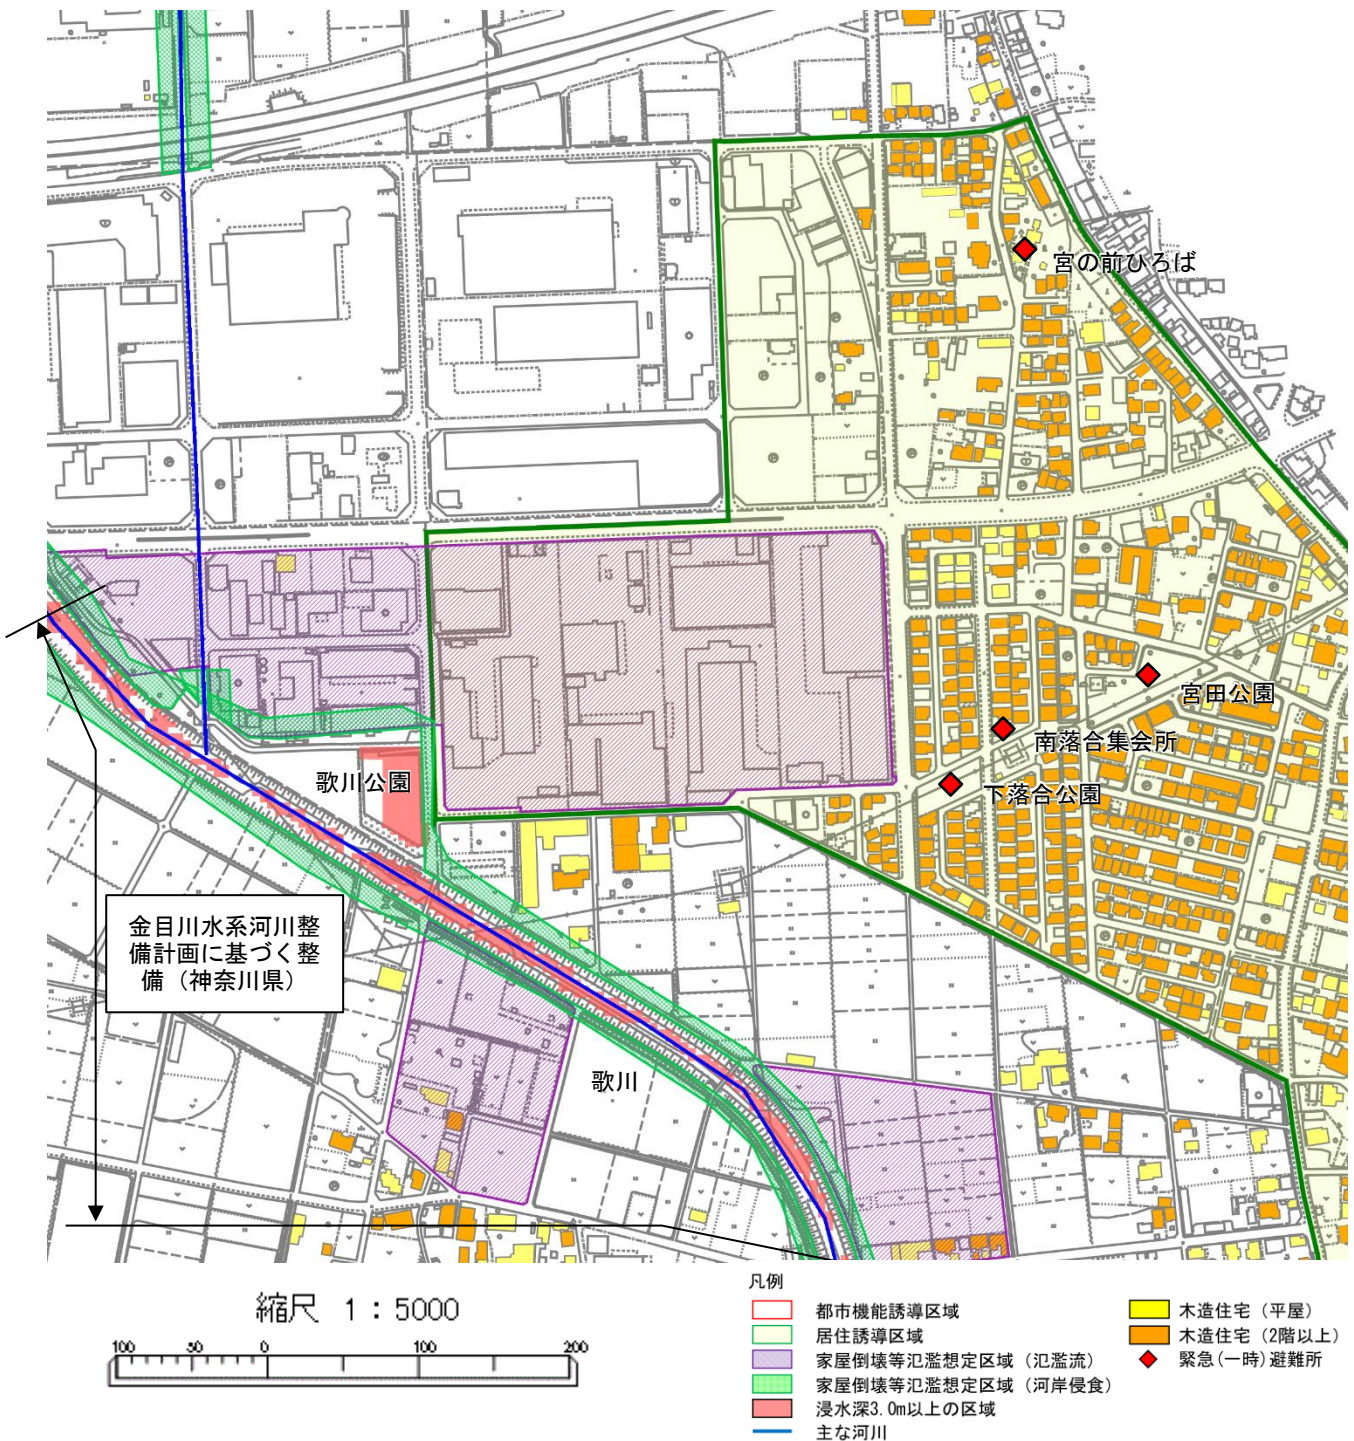 宮の前ひろば
宮田公園
南落合集会所
下落合公園
歌川公園
金目川水系河川整
備計画に基づく整
備（神奈川県）
歌川
縮尺 1：5000
100 50 0 100 200
凡例
都市機能誘導区域
居住誘導区域
家屋倒壊等氾濫想定区域（氾濫流）
家屋倒壊等氾濫想定区域（河岸侵食）
浸水深3.0m以上の区域
主な河川
木造住宅（平屋）
木造住宅（2階以上）
緊急(一時)避難所